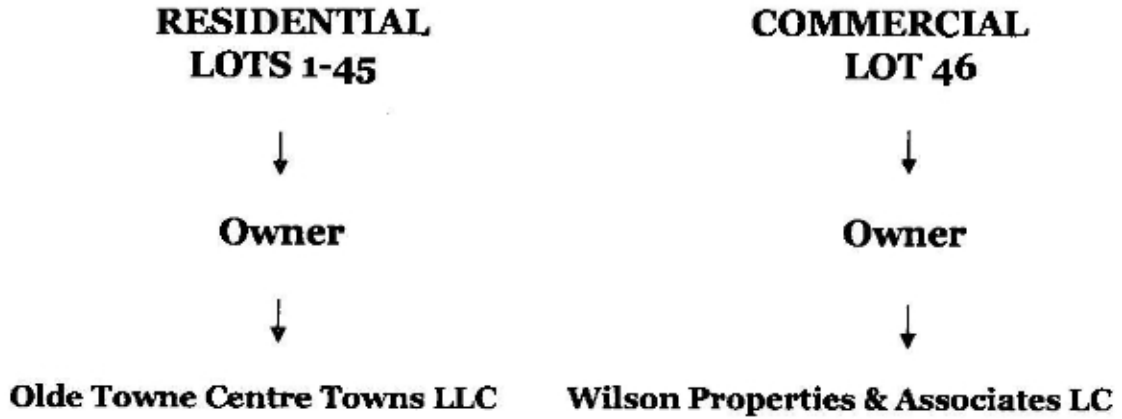 RESIDENTIAL
LOTS 1-45
Owner
Olde Towne Centre Towns LLC
COMMERCIAL
LOT 46
Owner
Wilson Properties & Associates LC